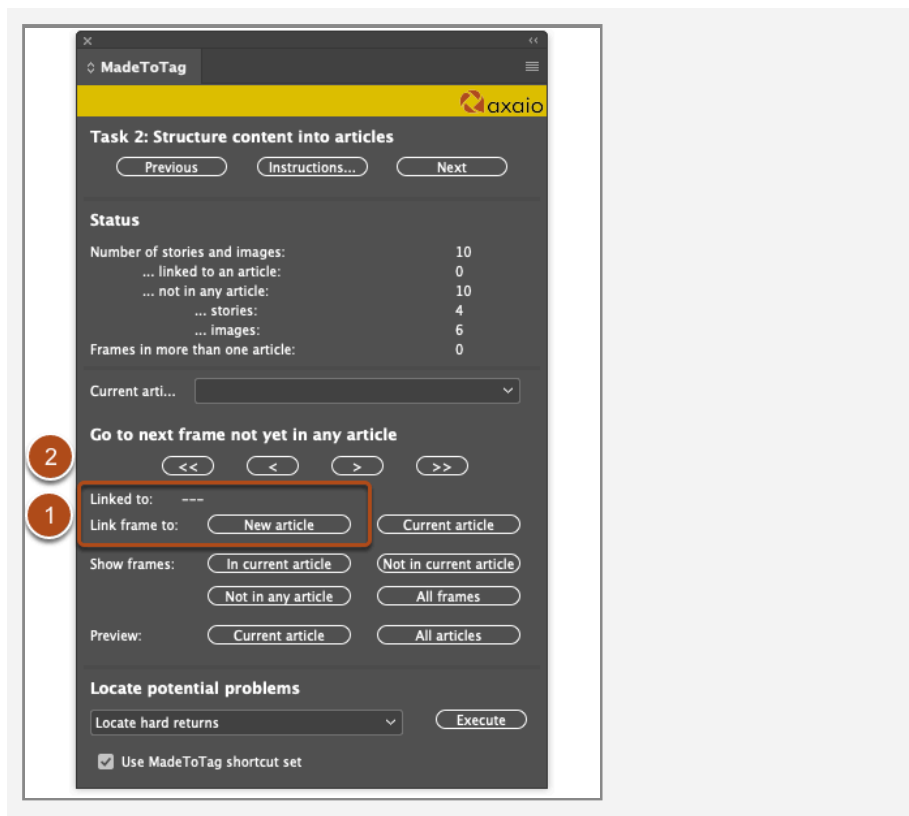 MadeToTag
axaio
Task 2: Structure content into articles
Previous Instructions... Next
Status
Number of stories and images: 10
... linked to an article: 0
... not in any article: 10
... stories: 4
... images: 6
Frames in more than one article: 0
Current arti...
Go to next frame not yet in any article
2
<< < > >>
Linked to: ---
1
Link frame to: New article Current article
Show frames: In current article Not in current article
Not in any article All frames
Preview: Current article All articles
Locate potential problems
Locate hard returns Execute
Use MadeToTag shortcut set